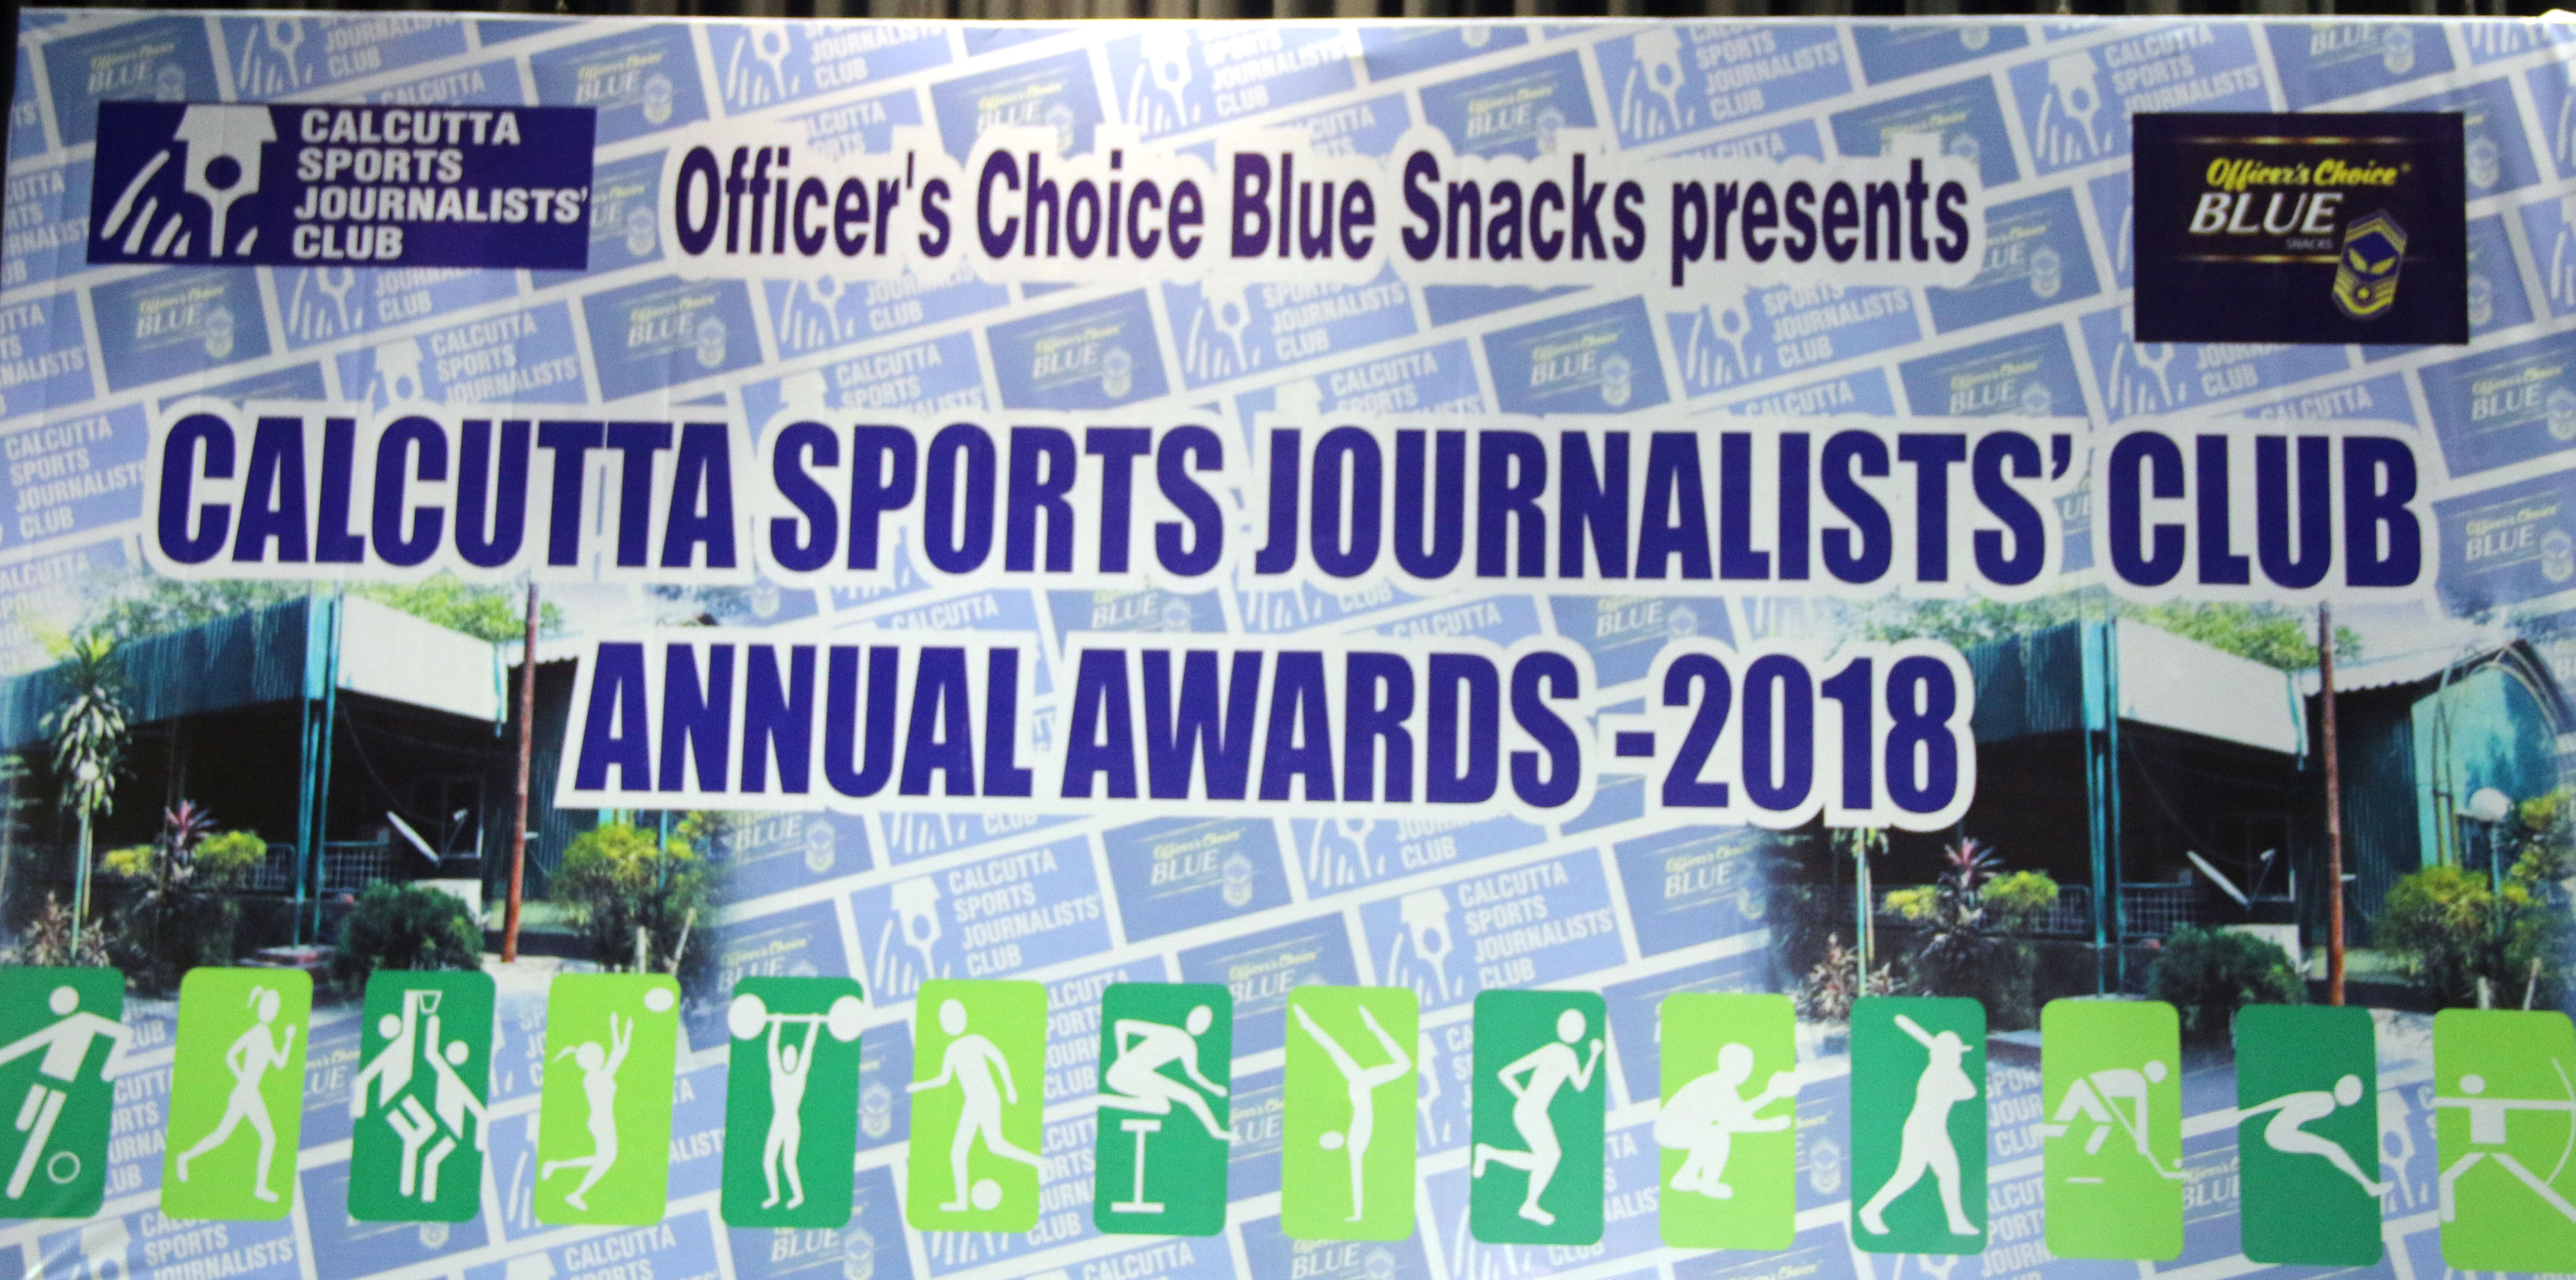 CALCUTTA
SPORTS
JOURNALISTS'
CLUB
Officer's Choice Blue Snacks presents
Officer's Choice
BLUE
SNACKS
CALCUTTA SPORTS JOURNALISTS' CLUB
ANNUAL AWARDS -2018